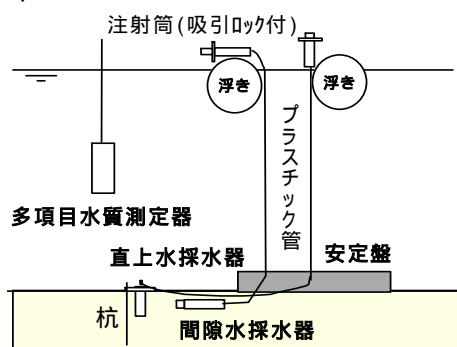 注射筒(吸引ﾛｯｸ付)
浮き
浮き
プラスチック管
多項目水質測定器
直上水採水器
安定盤
杭
間隙水採水器